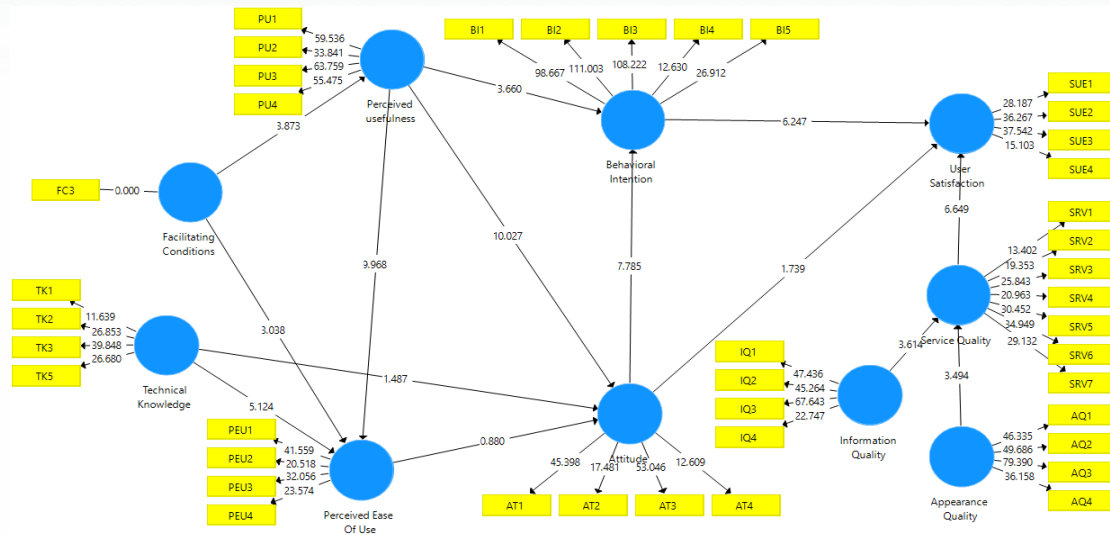 PU1
PU2
PU3
PU4
59.536
33.841
63.759
55.475
Perceived
usefulness
BI1
BI2
BI3
BI4
BI5
98.667
111.003
108.222
12.630
26.912
Behavioral
Intention
3.660
6.247
SUE1
SUE2
SUE3
SUE4
28.187
36.267
37.542
15.103
User
Satisfaction
3.873
FC3
0.000
Facilitating
Conditions
9.968
10.027
7.785
1.739
6.649
SRV1
SRV2
SRV3
SRV4
SRV5
SRV6
SRV7
13.402
19.353
25.843
20.963
30.452
34.949
29.132
Service Quality
TK1
TK2
TK3
TK5
11.639
26.853
39.848
26.680
Technical
Knowledge
3.038
1.487
5.124
0.880
3.614
3.494
IQ1
IQ2
IQ3
IQ4
47.436
45.264
67.643
22.747
Information
Quality
PEU1
PEU2
PEU3
PEU4
41.559
20.518
32.056
23.574
Perceived Ease
Of Use
Attitude
45.398
17.481
53.046
12.609
AT1
AT2
AT3
AT4
AQ1
AQ2
AQ3
AQ4
46.335
49.686
79.390
36.158
Appearance
Quality